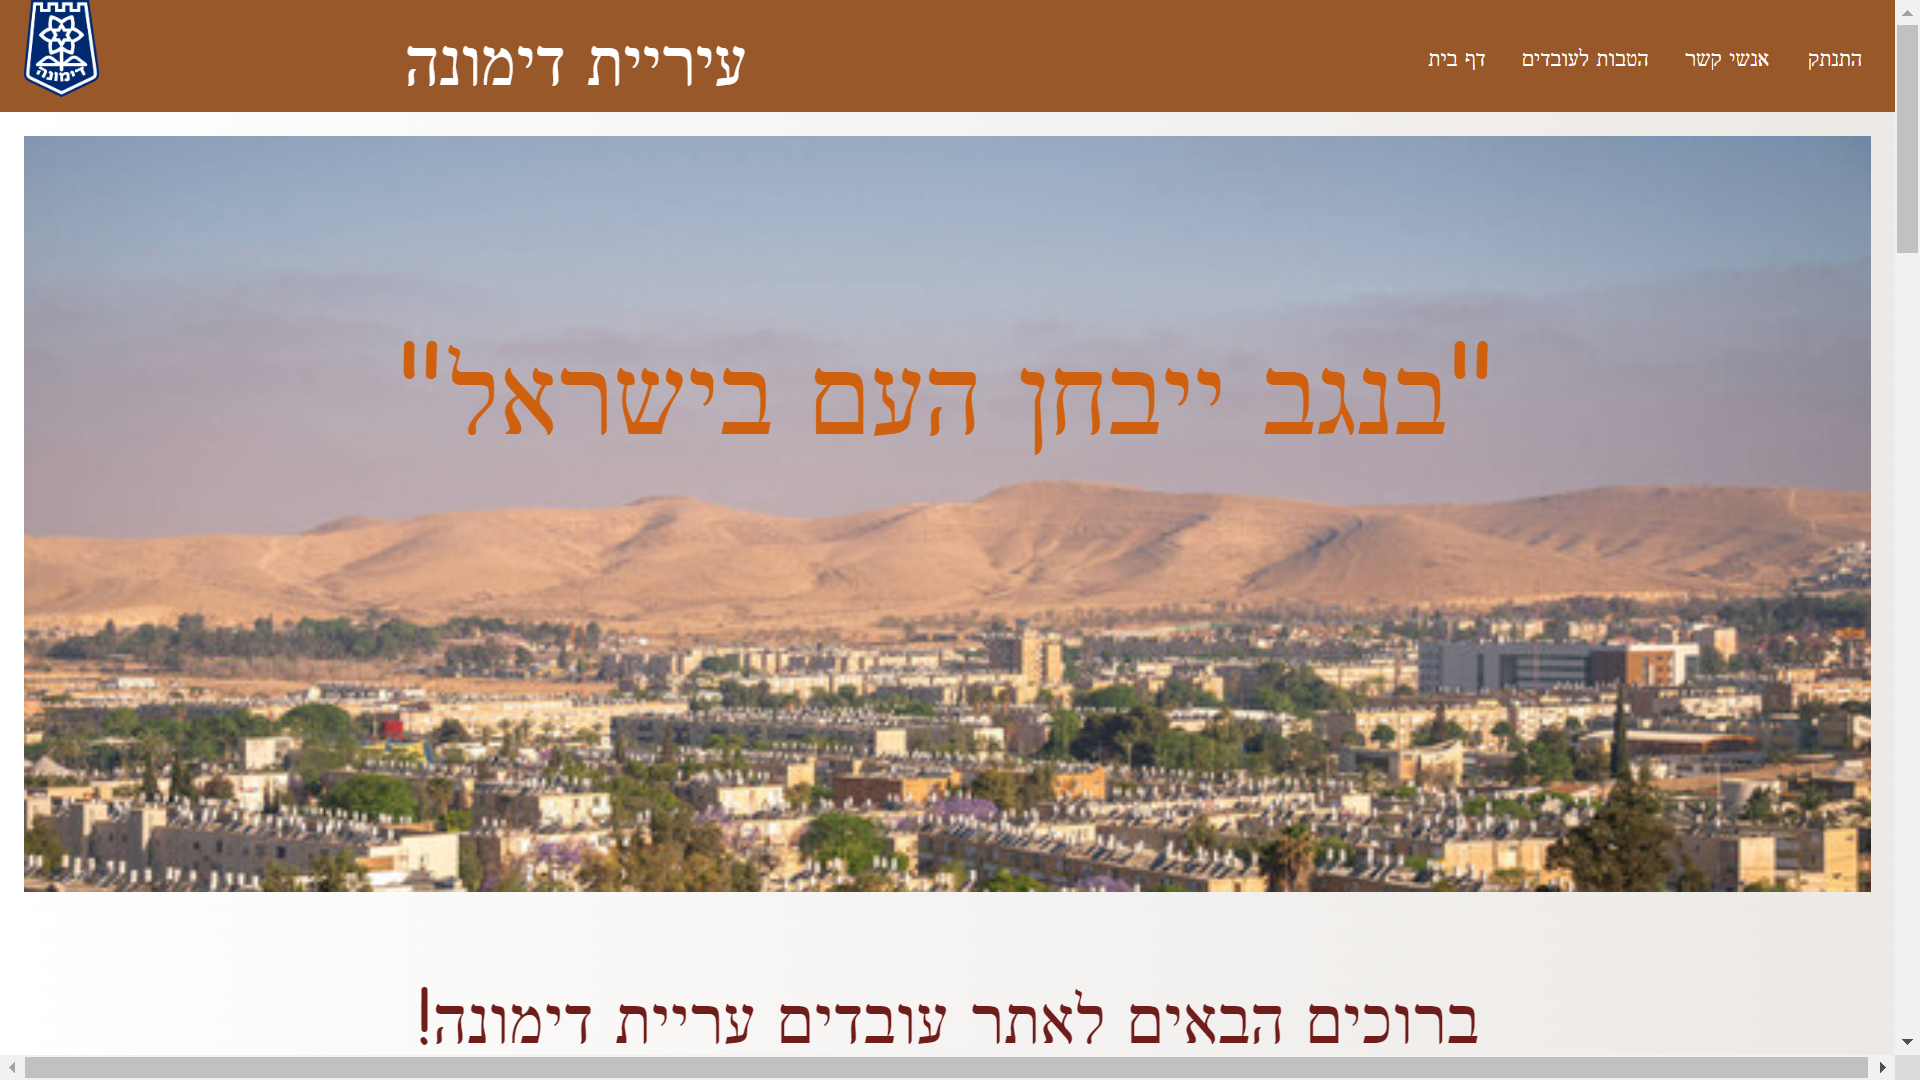 דימונה
עיריית דימונה
דף בית
הטבות לעובדים
אנשי קשר
התנתק
"בנגב ייבחן העם בישראל"
ברוכים הבאים לאתר עובדים עריית דימונה!